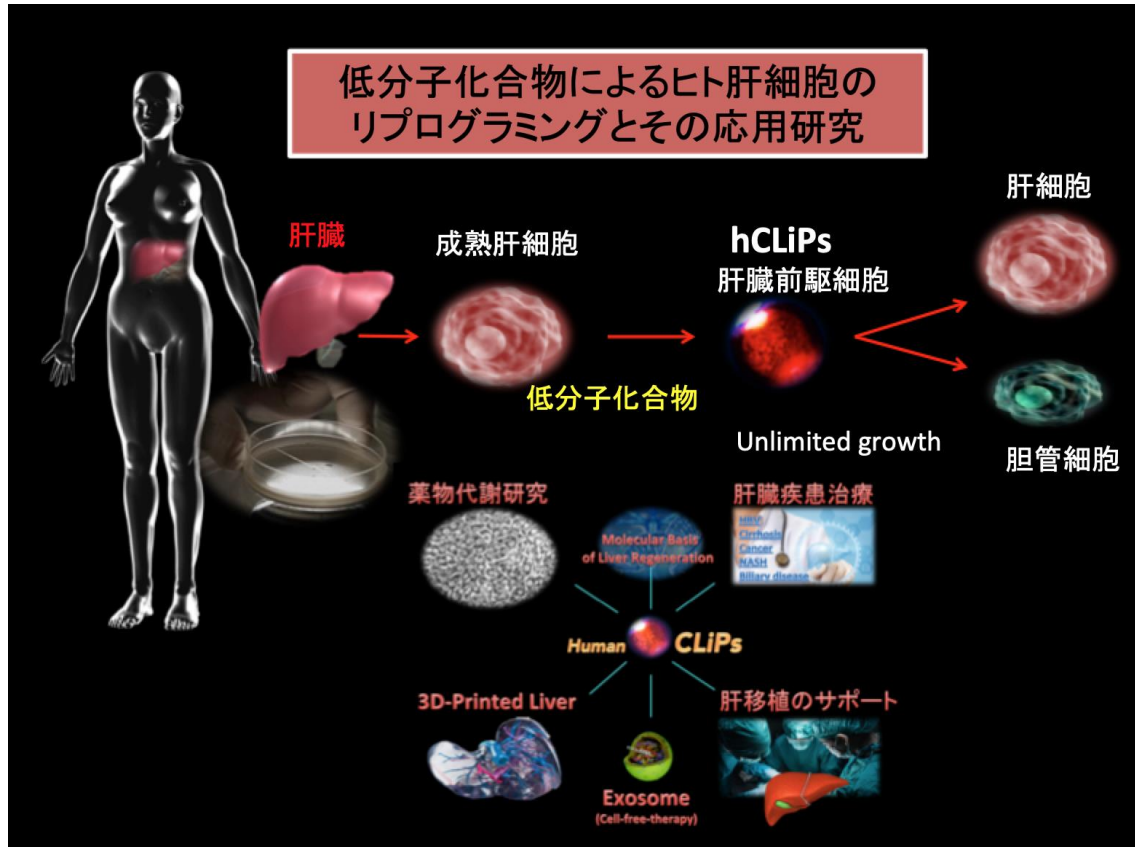 低分子化合物によるヒト肝細胞の
リプログラミングとその応用研究
肝臓
成熟肝細胞
低分子化合物
hCLiPs
肝臓前駆細胞
Unlimited growth
肝細胞
胆管細胞
薬物代謝研究
Molecular Basis
of Liver Regeneration
肝臓疾患治療
Cirrhosis
Cancer
NASH
Biliary disease
Human CLiPs
3D-Printed Liver
Exosome
(Cell-free-therapy)
肝移植のサポート